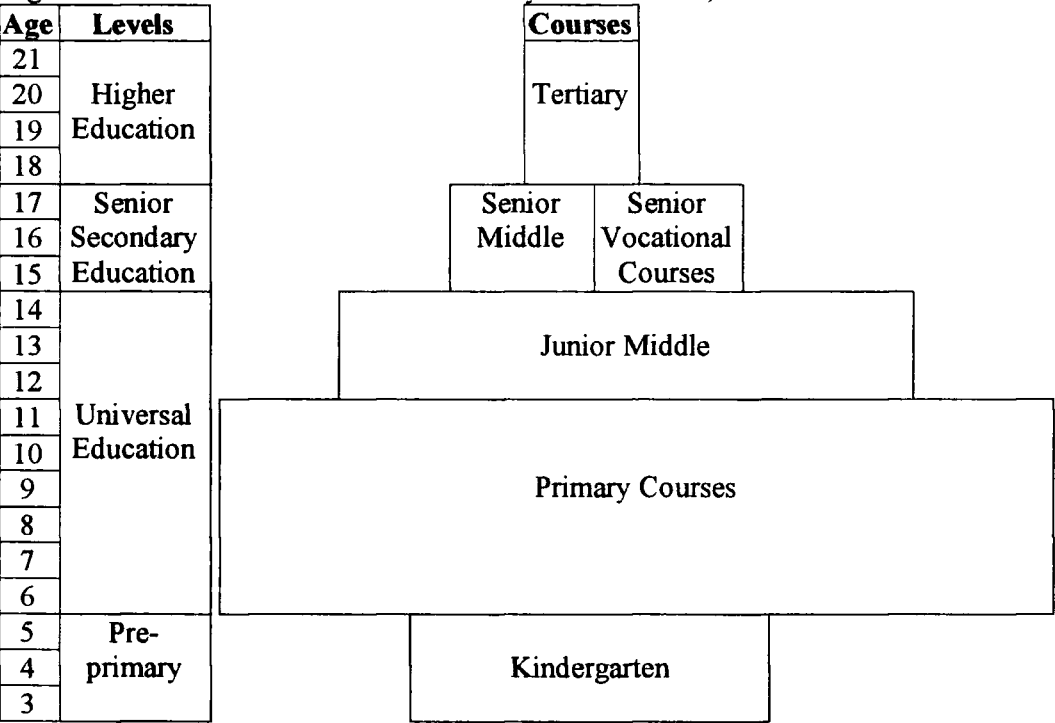 Age Levels Courses
21
20 Higher Tertiary
19 Education
18
17 Senior Senior Senior
16 Secondary Middle Vocational
15 Education Courses
14
13 Junior Middle
12
11 Universal
10 Education
9 Primary Courses
8
7
6
5 Pre-
4 primary Kindergarten
3